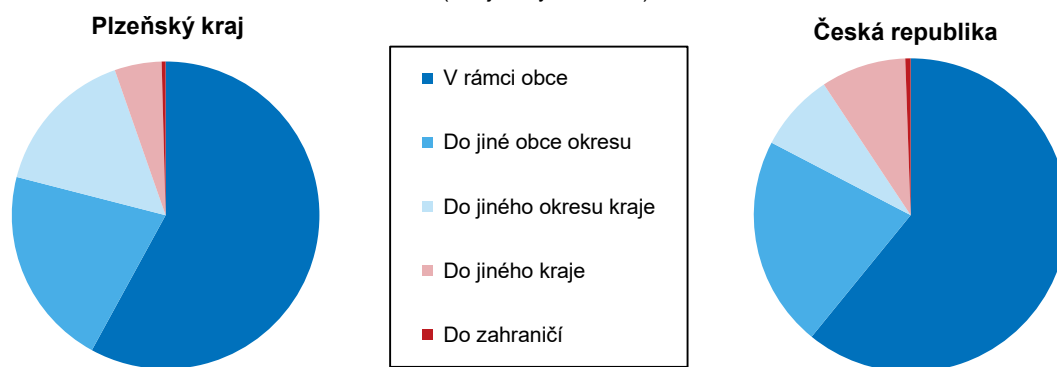 Plzeňský kraj
Česká republika
V rámci obce
Do jiné obce okresu
Do jiného okresu kraje
Do jiného kraje
Do zahraničí